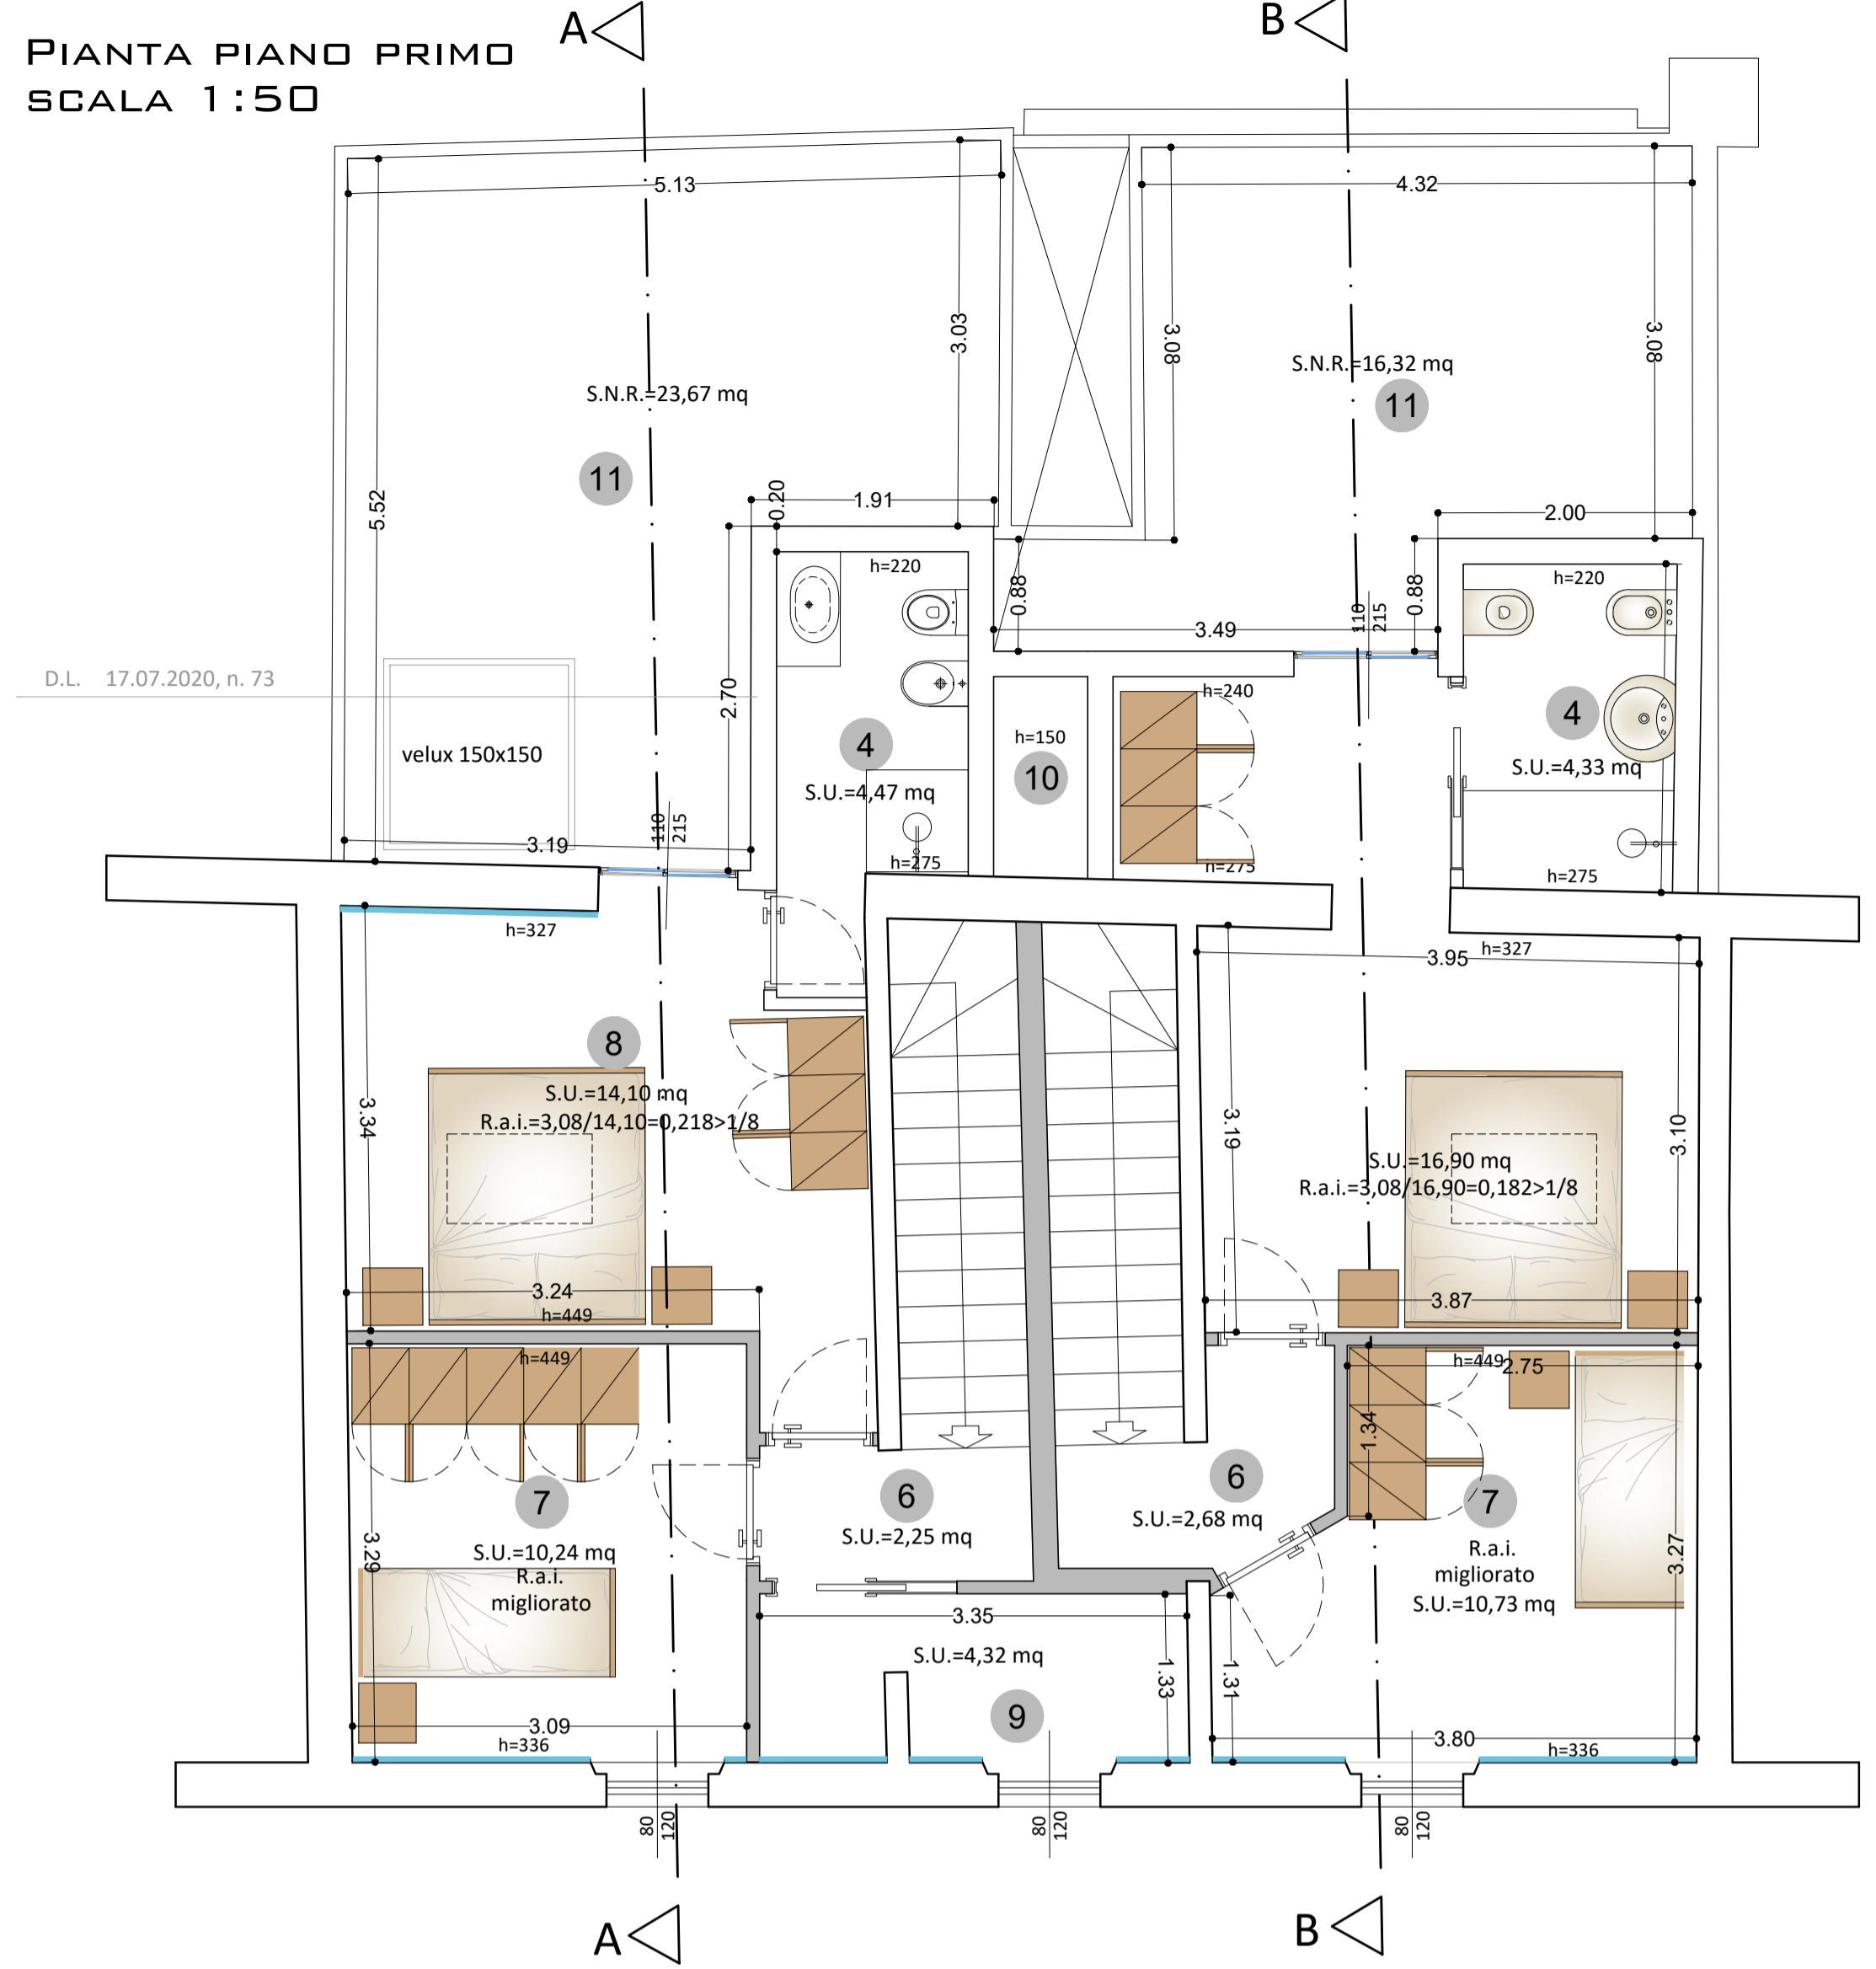 PIANTA PIANO PRIMO
SCALA 1:50
A
B
5.13
4.32
5.52
3.03
3.08
3.08
S.N.R.=23,67 mq
11
S.N.R.=16,32 mq
11
0.20
1.91
2.00
h=220
h=220
0.88
0.88
110
215
3.49
D.L. 17.07.2020, n. 73
2.70
h=240
4
S.U.=4,47 mq
h=150
10
4
S.U.=4,33 mq
velux 150x150
3.19
110
215
h=275
h=275
h=275
h=327
h=327
3.95
8
S.U.=14,10 mq
R.a.i.=3,08/14,10=0,218>1/8
3.34
3.19
3.10
S.U.=16,90 mq
R.a.i.=3,08/16,90=0,182>1/8
3.24
h=449
3.87
h=449
h=449
2.75
1.34
7
S.U.=10,24 mq
R.a.i.
migliorato
3.29
6
S.U.=2,25 mq
6
S.U.=2,68 mq
7
R.a.i.
migliorato
S.U.=10,73 mq
3.27
3.35
S.U.=4,32 mq
1.33
1.31
9
3.09
h=336
3.80
h=336
80
120
80
120
80
120
A
B